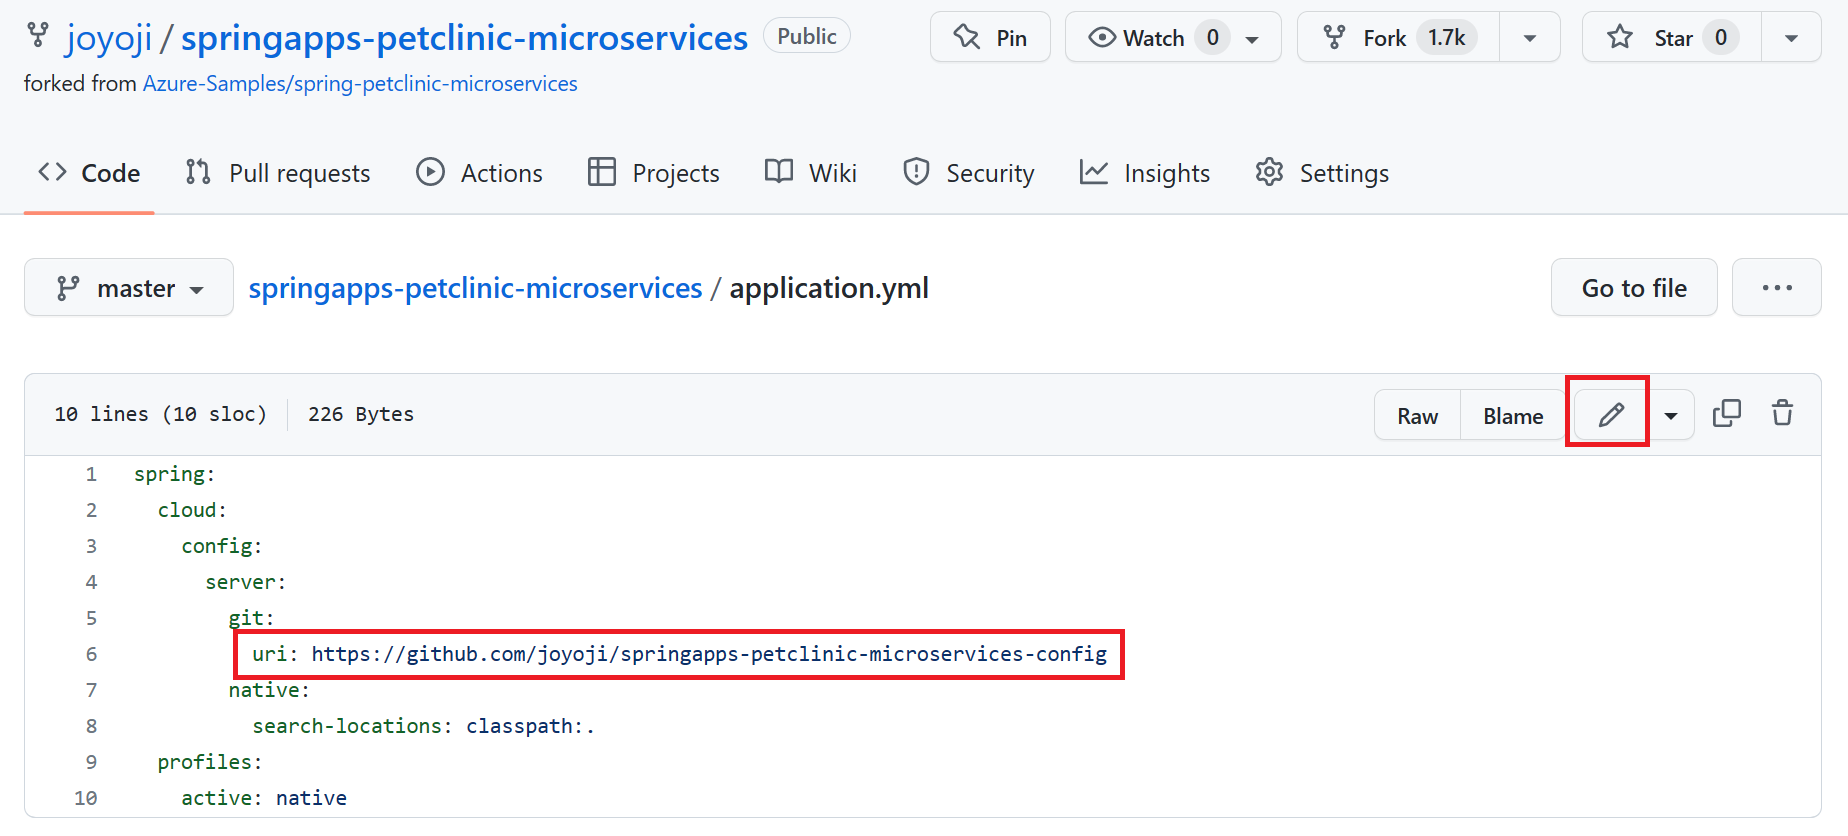 joyoji / springapps-petclinic-microservices Public Pin Watch 0 Fork 1.7k Star 0
forked from Azure-Samples/spring-petclinic-microservices
Code Pull requests Actions Projects Wiki Security Insights Settings
master springapps-petclinic-microservices / application.yml Go to file ...
10 lines (10 sloc) 226 Bytes Raw Blame
1 spring:
2 cloud:
3 config:
4 server:
5 git:
6 uri: https://github.com/joyoji/springapps-petclinic-microservices-config
7 native:
8 search-locations: classpath:.
9 profiles:
10 active: native